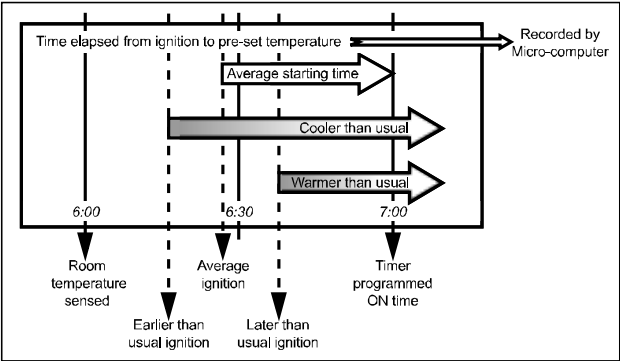 Time elapsed from ignition to pre-set temperature
Recorded by
Micro-computer
Average starting time
Cooler than usual
Warmer than usual
6:00
6:30
7:00
Room
temperature
sensed
Average
ignition
Timer
programmed
ON time
Earlier than
usual ignition
Later than
usual ignition